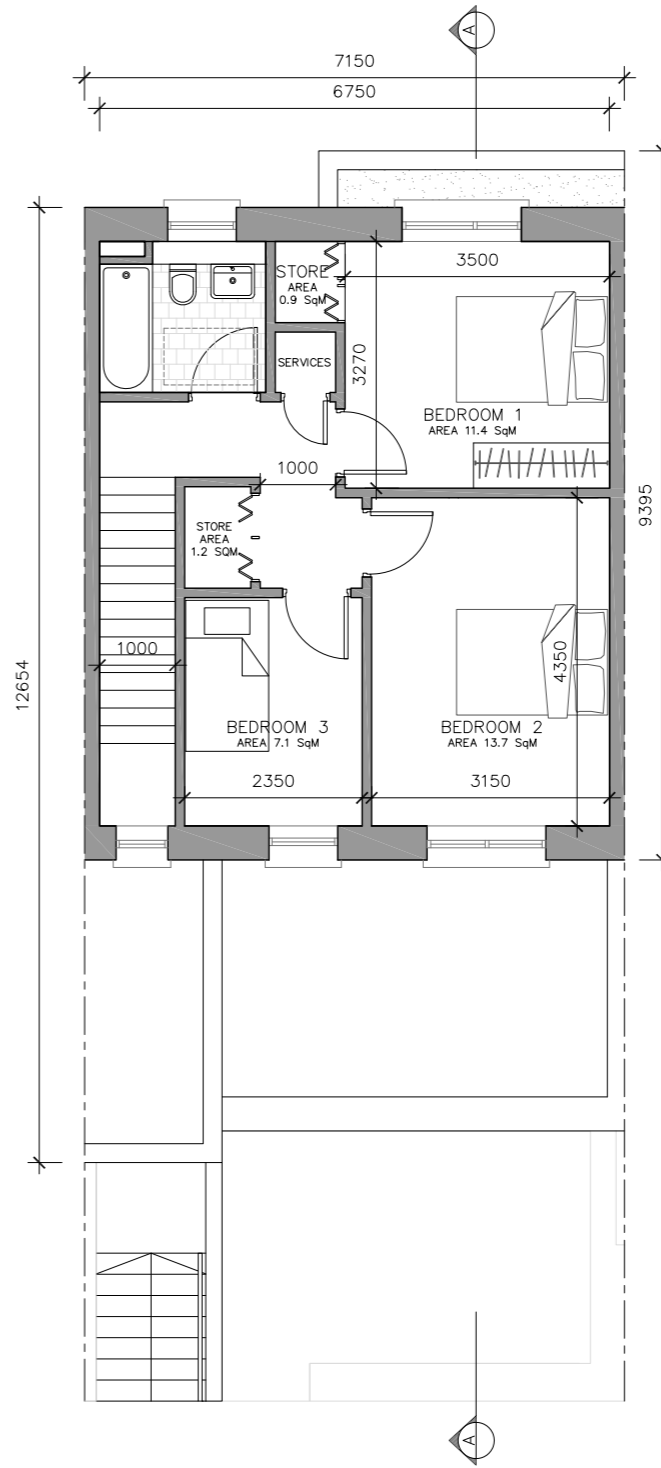 A
7150
6750
STORE
AREA
0.9 SqM
3500
SERVICES
3270
BEDROOM 1
AREA 11.4 SqM
1000
9395
STORE
AREA
1.2 SQM
12654
1000
4350
BEDROOM 3
AREA 7.1 SqM
BEDROOM 2
AREA 13.7 SqM
2350
3150
A